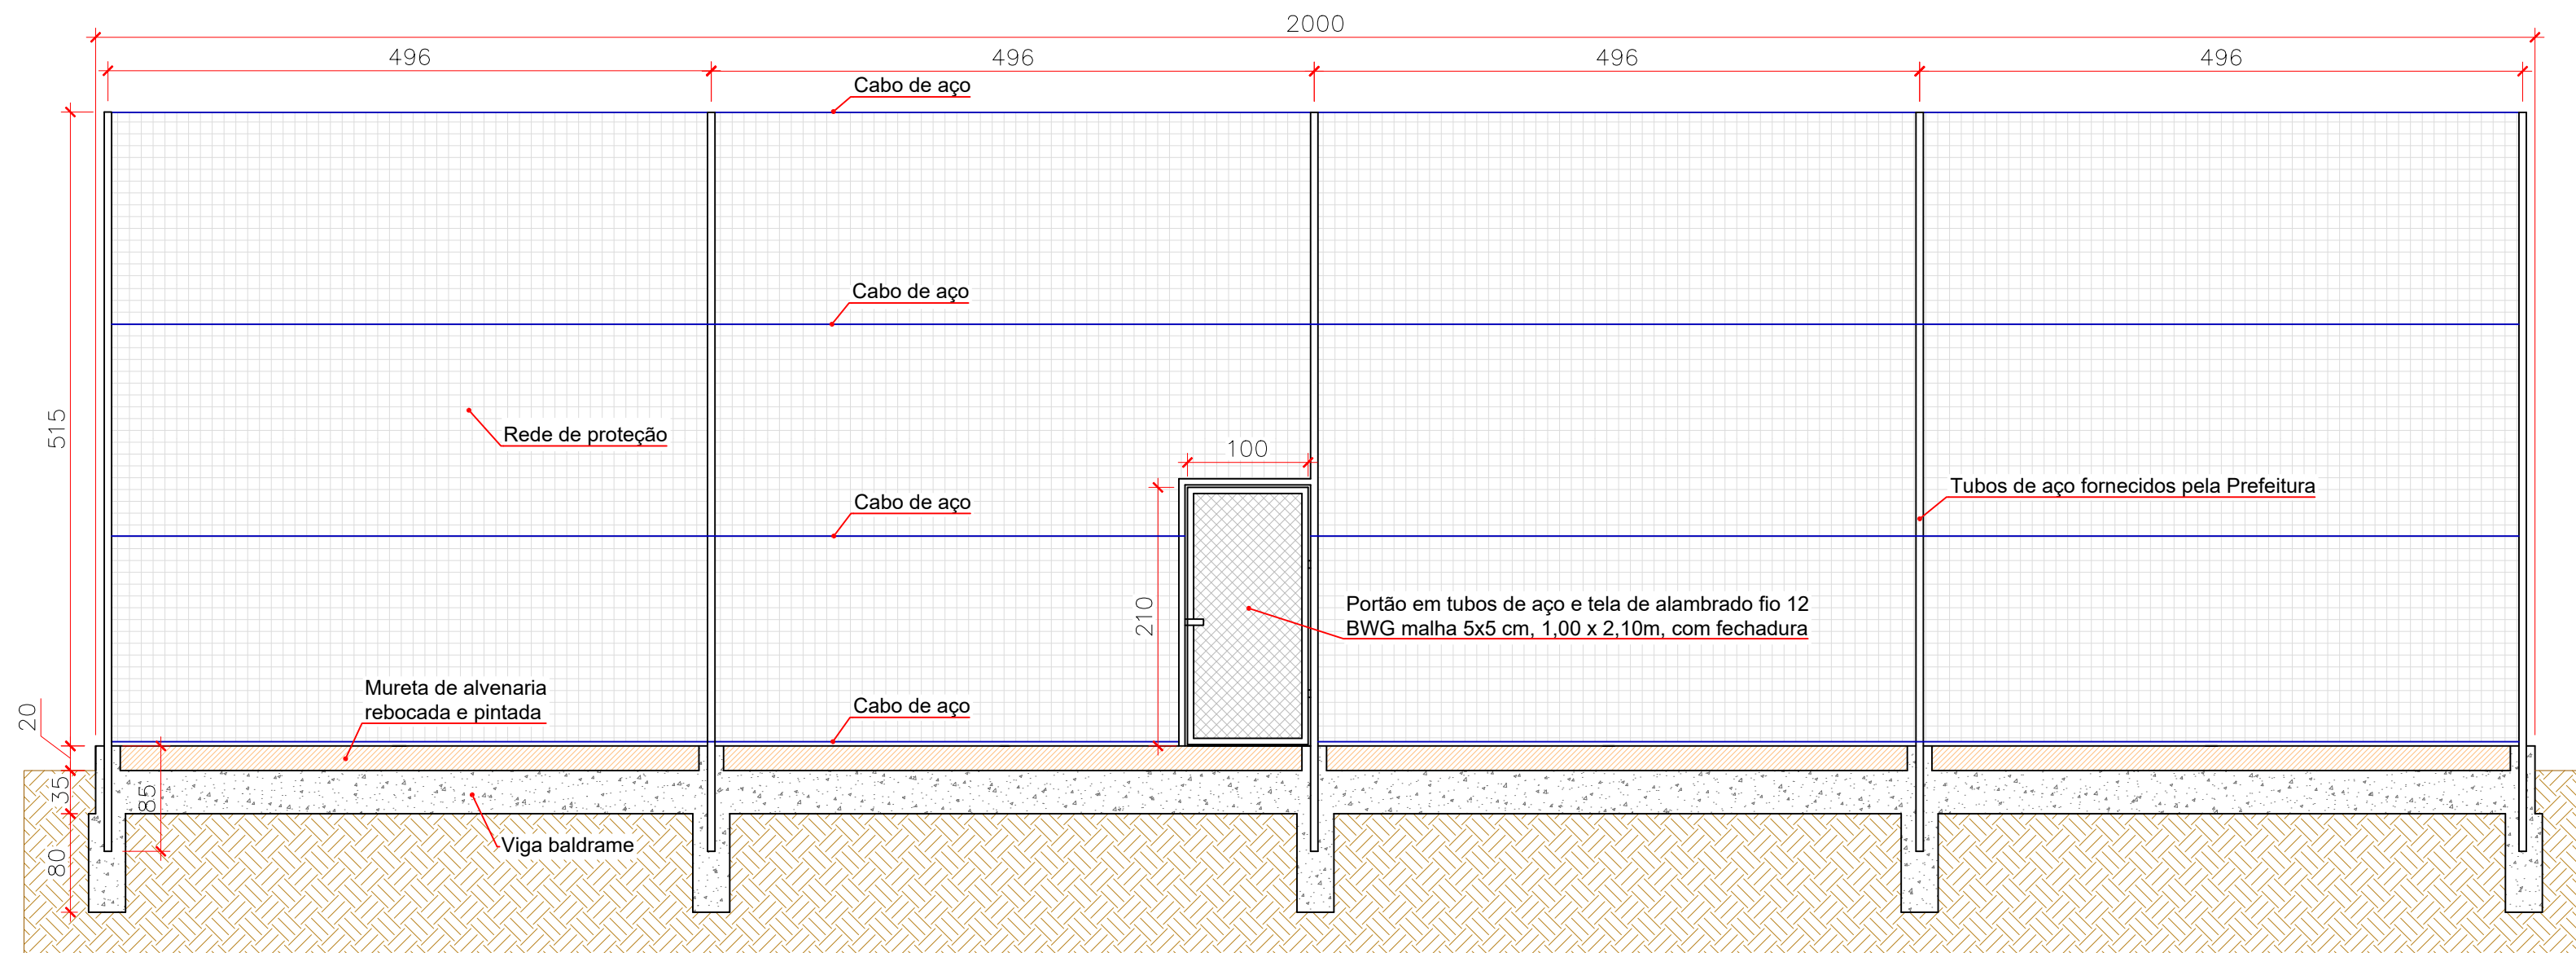 2000
496
496
496
496
Cabo de aço
Cabo de aço
515
Rede de proteção
100
Cabo de aço
Tubos de aço fornecidos pela Prefeitura
210
Portão em tubos de aço e tela de alambrado fio 12
BWG malha 5x5 cm, 1,00 x 2,10m, com fechadura
Mureta de alvenaria
rebocada e pintada
20
Cabo de aço
35
85
Viga baldrame
80